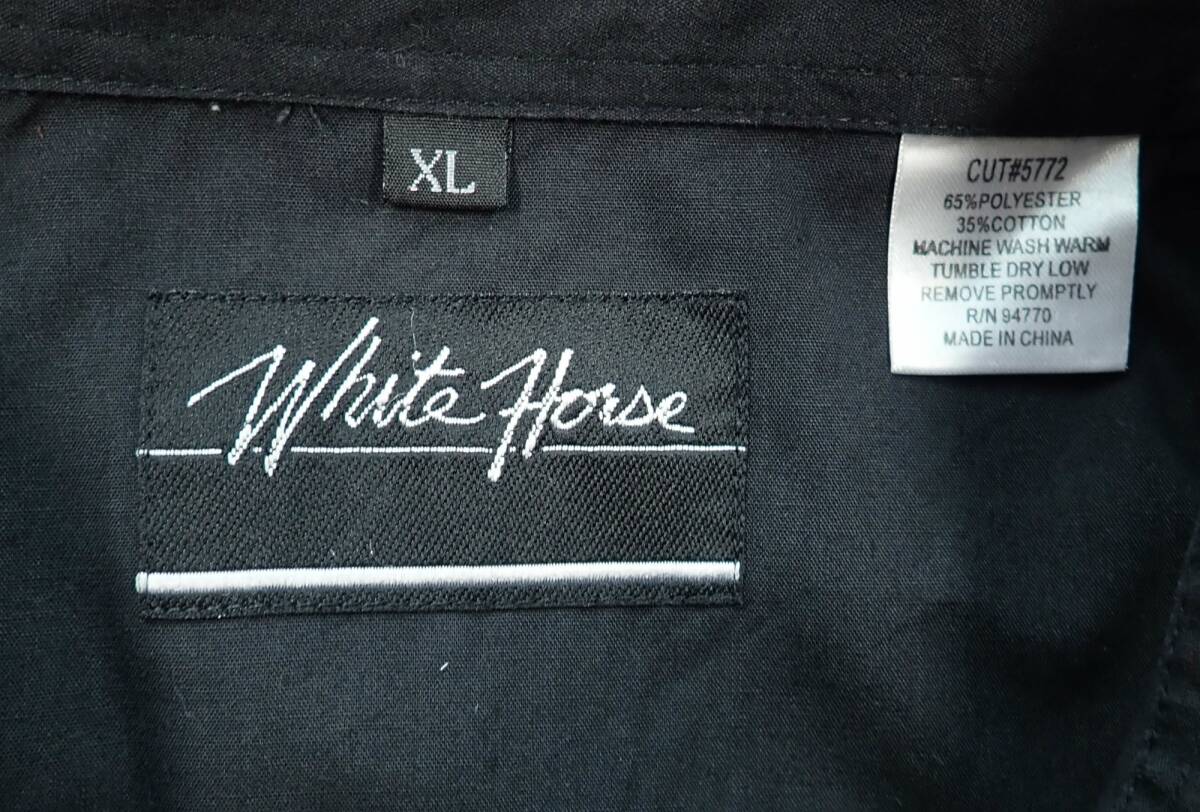 XL
White Horse
CUT#5772
65%POLYESTER
35%COTTON
MACHINE WASH WARM
TUMBLE DRY LOW
REMOVE PROMPTLY
R/N 94770
MADE IN CHINA